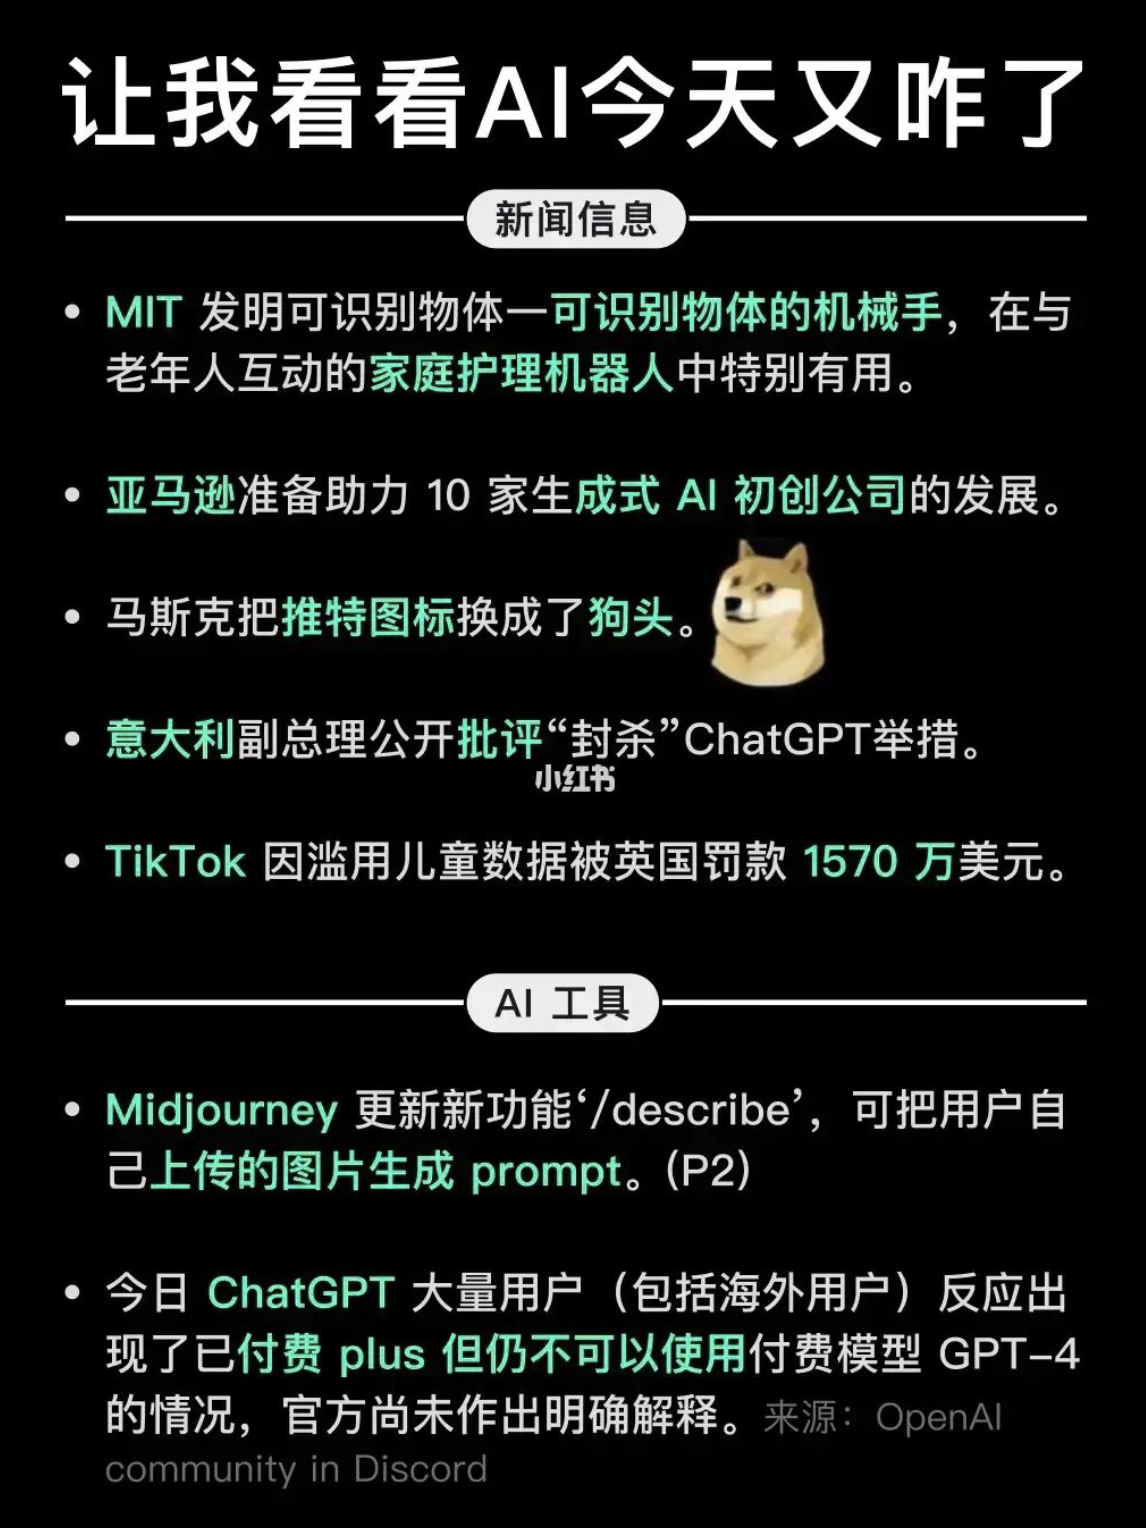 让我看看AI今天又咋了
新闻信息
• MIT 发明可识别物体一可识别物体的机械手，在与
老年人互动的家庭护理机器人中特别有用。
• 亚马逊准备助力 10 家生成式 AI 初创公司的发展。
• 马斯克把推特图标换成了狗头。
• 意大利副总理公开批评“封杀”ChatGPT举措。
小红书
• TikTok 因滥用儿童数据被英国罚款 1570 万美元。
AI 工具
• Midjourney 更新新功能‘/describe’，可把用户自
己上传的图片生成 prompt。(P2)
• 今日 ChatGPT 大量用户（包括海外用户）反应出
现了已付费 plus 但仍不可以使用付费模型 GPT-4
的情况，官方尚未作出明确解释。来源：OpenAI
community in Discord